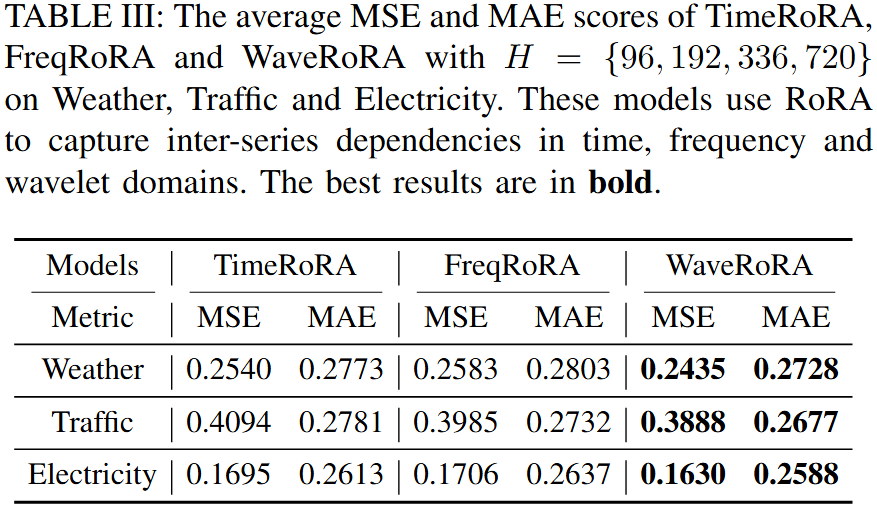 TABLE III: The average MSE and MAE scores of TimeRoRA,
FreqRoRA and WaveRoRA with H = {96, 192, 336, 720}
on Weather, Traffic and Electricity. These models use RoRA
to capture inter-series dependencies in time, frequency and
wavelet domains. The best results are in bold.
Models TimeRoRA FreqRoRA WaveRoRA
Metric MSE MAE MSE MAE MSE MAE
Weather 0.2540 0.2773 0.2583 0.2803 0.2435 0.2728
Traffic 0.4094 0.2781 0.3985 0.2732 0.3888 0.2677
Electricity 0.1695 0.2613 0.1706 0.2637 0.1630 0.2588